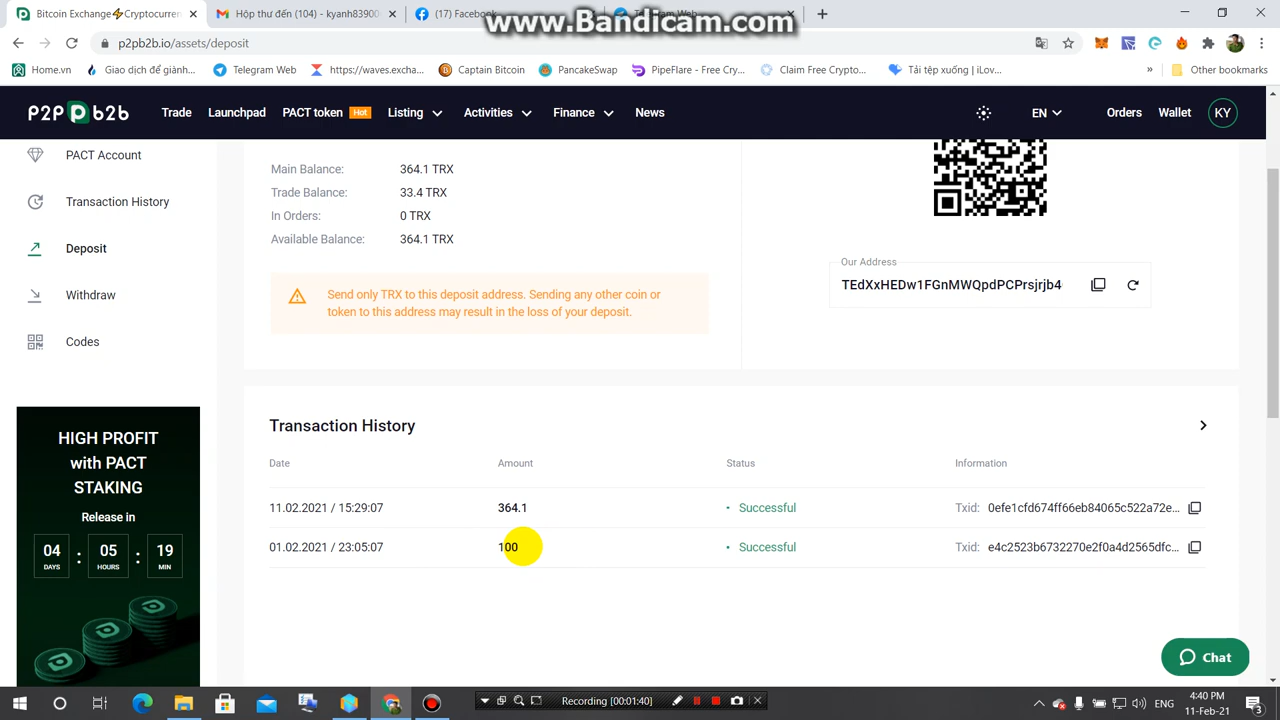 www.Bandicam.com
Bitcoin Exchange⚡Cryptocurren
Hộp thư đến (104) - kyanh83900
(17) Facebook
p2pb2b.io/assets/deposit
Home.vn
Giao dịch để giành...
Telegram Web
https://waves.excha...
Captain Bitcoin
PancakeSwap
PipeFlare - Free Cry...
Claim Free Crypto...
Tải tệp xuống | iLov...
»
Other bookmarks
P2P b2b
Trade
Launchpad
PACT token
Hot
Listing
Activities
Finance
News
EN
Orders
Wallet
KY
PACT Account
Transaction History
Deposit
Withdraw
Codes
HIGH PROFIT
with PACT
STAKING
Release in
04 : 05 : 19
DAYS HOURS MIN
Main Balance: 364.1 TRX
Trade Balance: 33.4 TRX
In Orders: 0 TRX
Available Balance: 364.1 TRX
Send only TRX to this deposit address. Sending any other coin or
token to this address may result in the loss of your deposit.
Our Address
TEdXxHEDw1FGnMWQpdPCPrsjrjb4
Transaction History
Date Amount Status Information
11.02.2021 / 15:29:07 364.1 • Successful Txid: 0efe1cfd674ff66eb84065c522a72e...
01.02.2021 / 23:05:07 100 • Successful Txid: e4c2523b6732270e2f0a4d2565dfc...
Chat
Recording [00:01:40]
ENG
4:40 PM
11-Feb-21
3